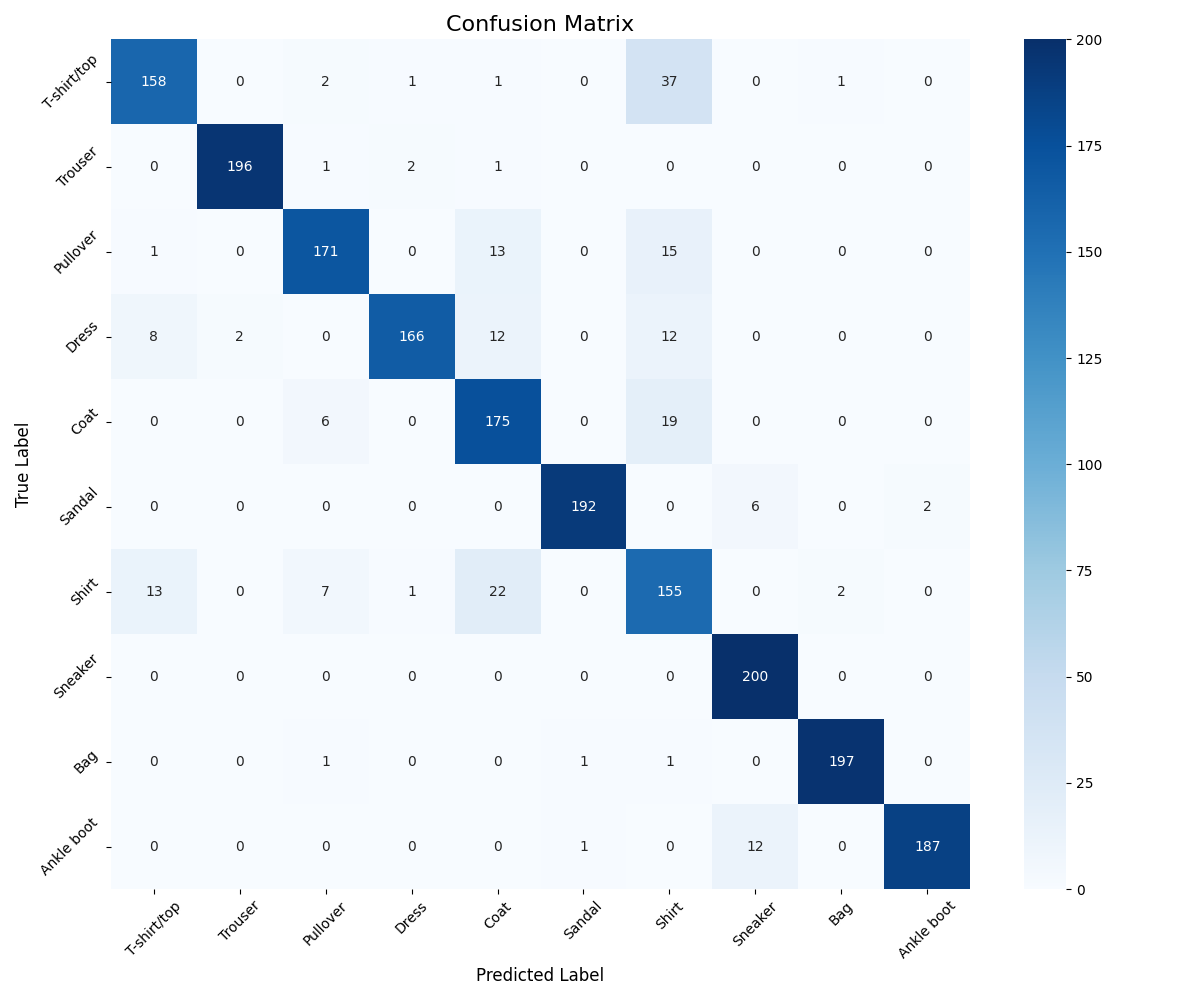 Confusion Matrix
True Label
T-shirt/top 158 0 2 1 1 0 37 0 1 0
Trouser 0 196 1 2 1 0 0 0 0 0
Pullover 1 0 171 0 13 0 15 0 0 0
Dress 8 2 0 166 12 0 12 0 0 0
Coat 0 0 6 0 175 0 19 0 0 0
Sandal 0 0 0 0 0 192 0 6 0 2
Shirt 13 0 7 1 22 0 155 0 2 0
Sneaker 0 0 0 0 0 0 0 200 0 0
Bag 0 0 1 0 0 1 1 0 197 0
Ankle boot 0 0 0 0 0 1 0 12 0 187
T-shirt/top Trouser Pullover Dress Coat Sandal Shirt Sneaker Bag Ankle boot
Predicted Label
200
175
150
125
100
75
50
25
0